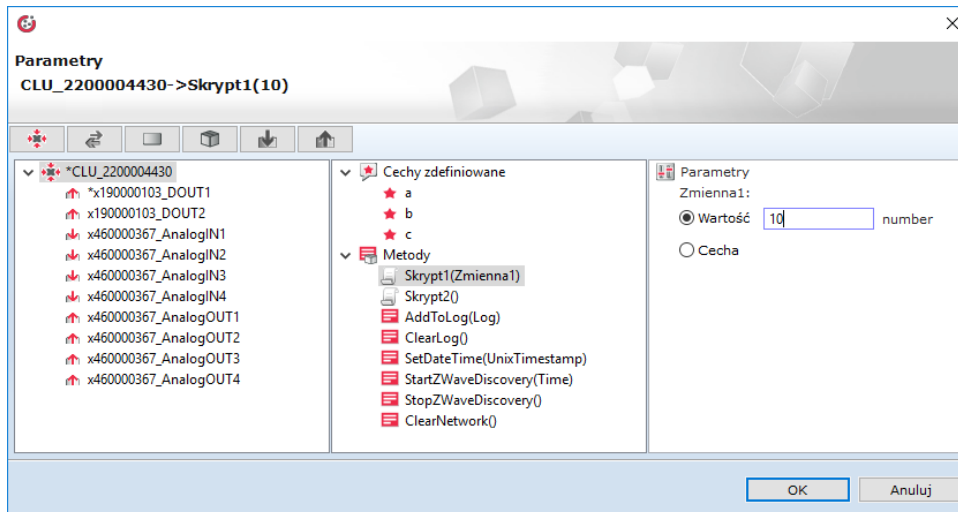 Parametry
CLU_2200004430->Skrypt1(10)
*CLU_2200004430
*x190000103_DOUT1
x190000103_DOUT2
x460000367_AnalogIN1
x460000367_AnalogIN2
x460000367_AnalogIN3
x460000367_AnalogIN4
x460000367_AnalogOUT1
x460000367_AnalogOUT2
x460000367_AnalogOUT3
x460000367_AnalogOUT4
Cechy zdefiniowane
a
b
c
Metody
Skrypt1(Zmienna1)
Skrypt2()
AddToLog(Log)
ClearLog()
SetDateTime(UnixTimestamp)
StartZWaveDiscovery(Time)
StopZWaveDiscovery()
ClearNetwork()
Parametry
Zmienna1:
Wartość 10 number
Cecha
OK Anuluj